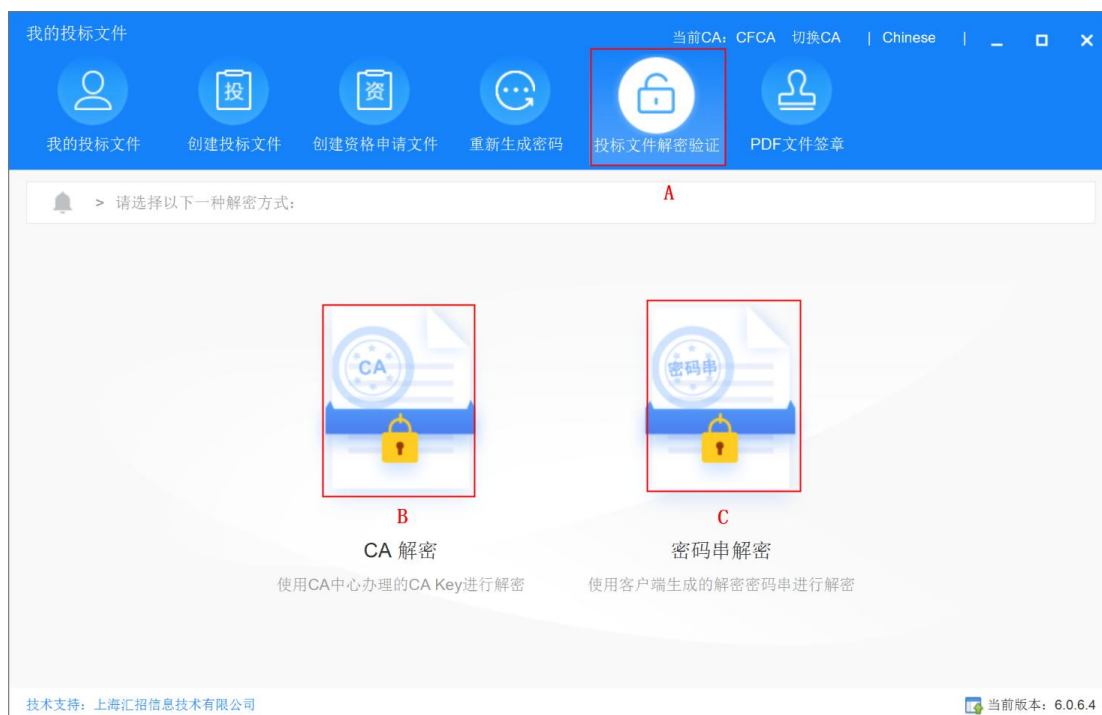 我的投标文件
当前CA: CFCA 切换CA | Chinese |
投 资
我的投标文件 创建投标文件 创建资格申请文件 重新生成密码 投标文件解密验证 PDF文件签章
A
> 请选择以下一种解密方式:
CA 密码串
B C
CA 解密 密码串解密
使用CA中心办理的CA Key进行解密 使用客户端生成的解密密码串进行解密
技术支持: 上海汇招信息技术有限公司 当前版本: 6.0.6.4